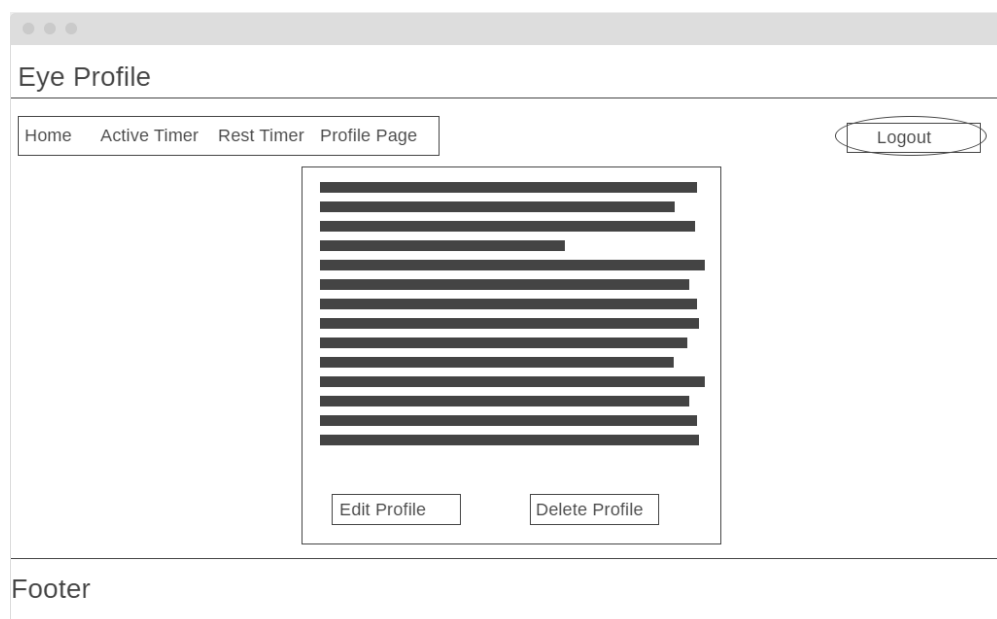 Eye Profile
Home Active Timer Rest Timer Profile Page Logout
Edit Profile Delete Profile
Footer